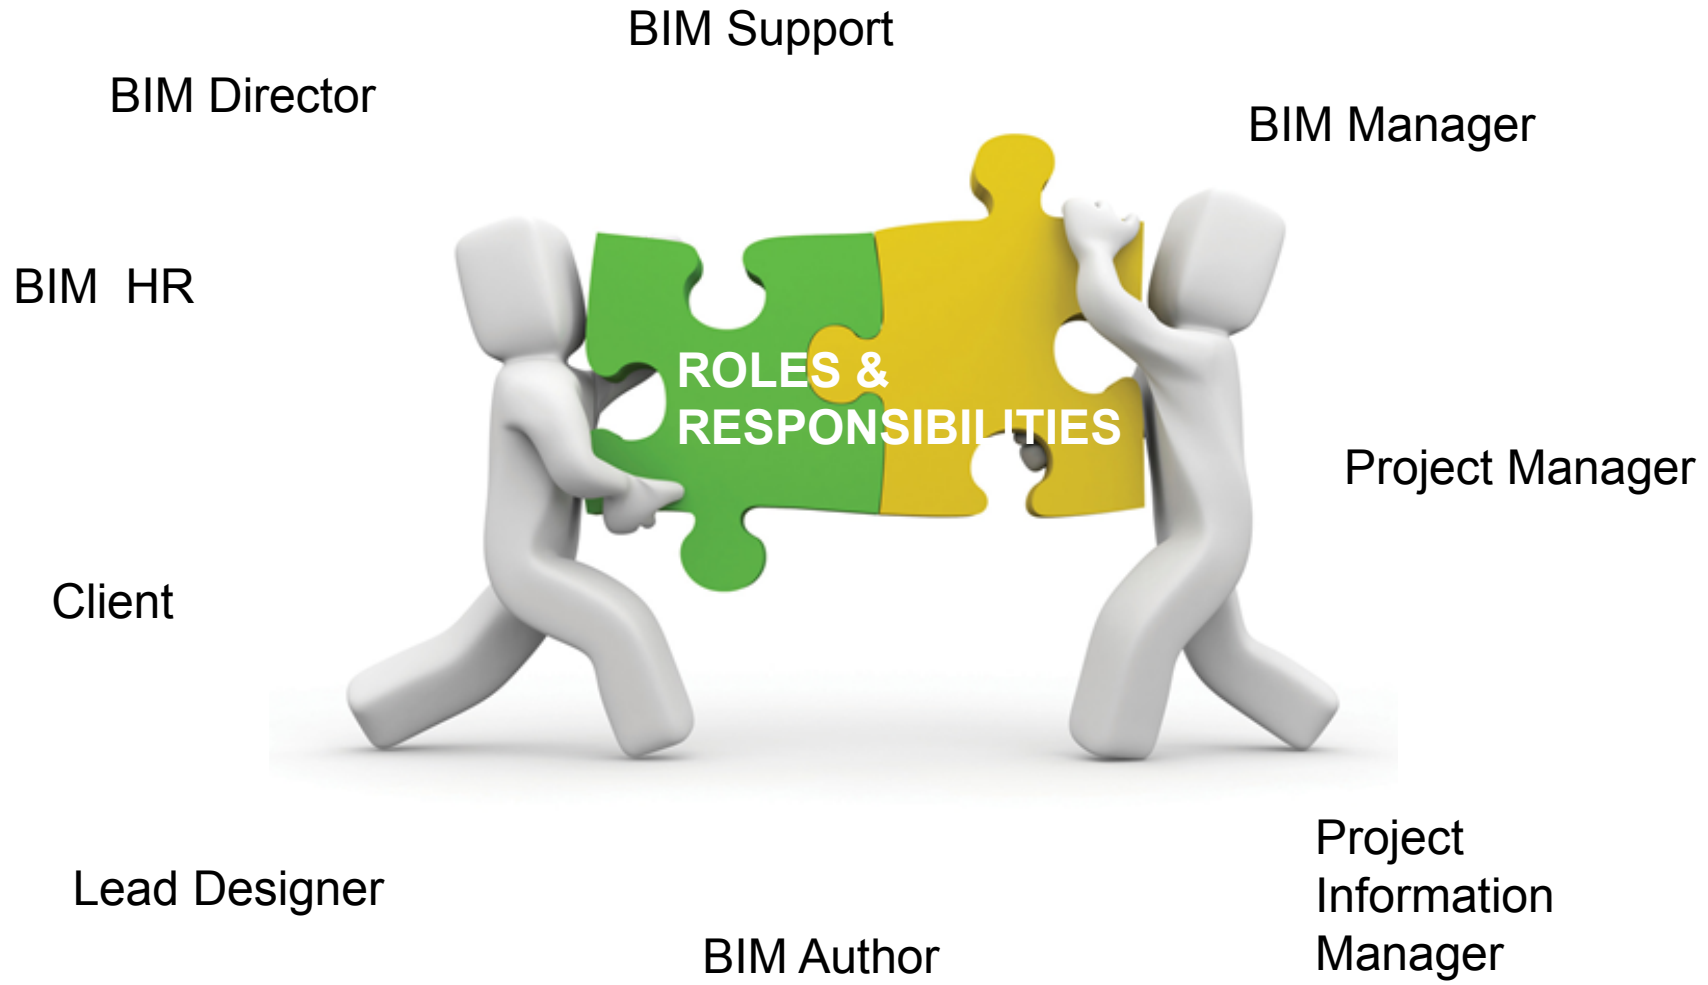 BIM Support
BIM Director
BIM Manager
BIM HR
ROLES &
RESPONSIBILITIES
Project Manager
Client
Project
Information
Manager
Lead Designer
BIM Author